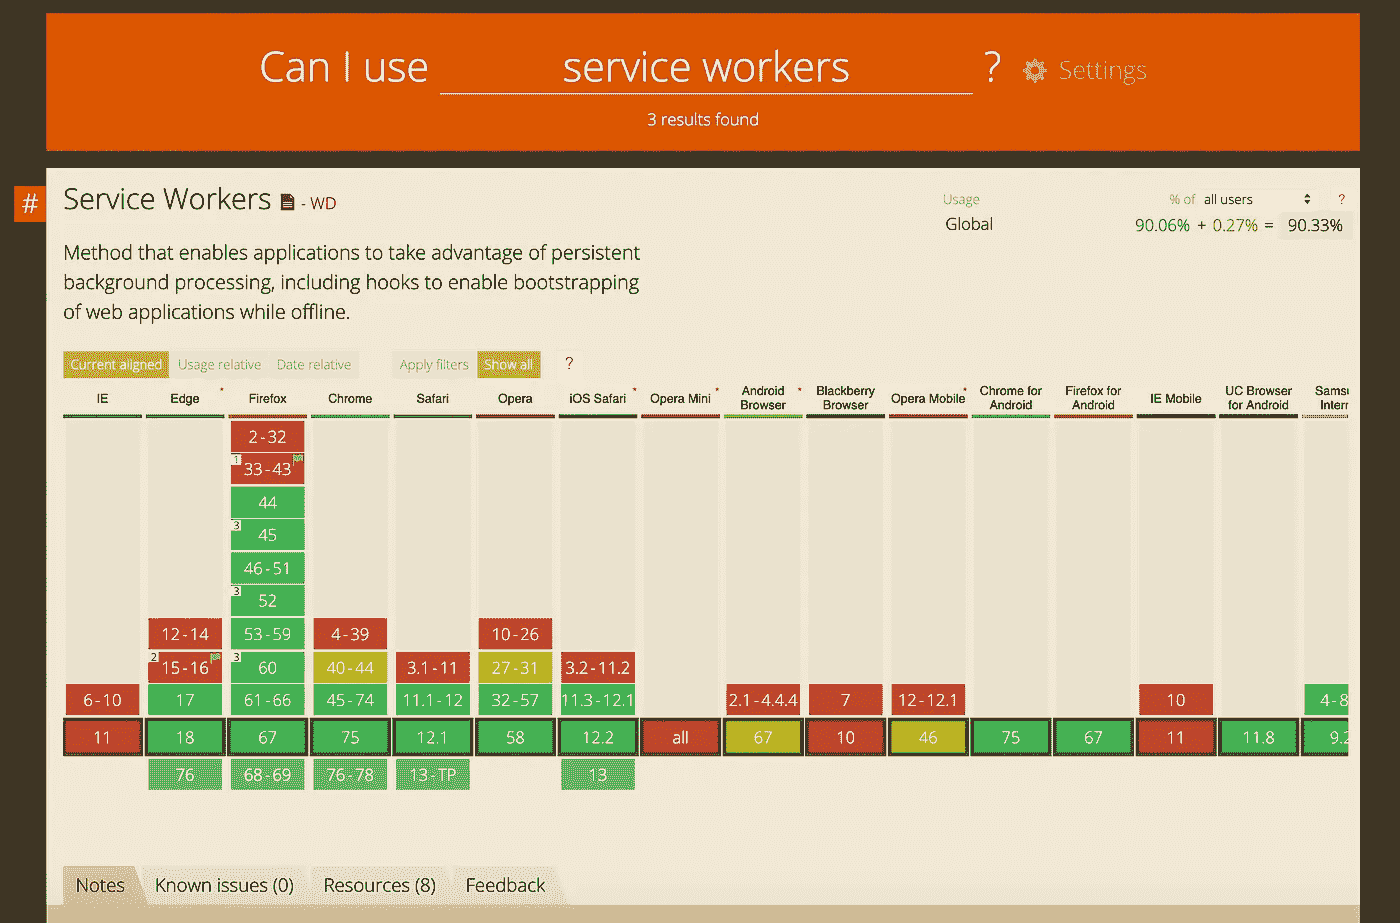 Can I use service workers ? Settings
3 results found
#
Service Workers - WD
Usage % of all users ?
Global 90.06% + 0.27% = 90.33%
Method that enables applications to take advantage of persistent
background processing, including hooks to enable bootstrapping
of web applications while offline.
Current aligned Usage relative Date relative Apply filters Show all ?
IE Edge * Firefox Chrome Safari Opera iOS Safari * Opera Mini * Android Browser * Blackberry Browser Opera Mobile * Chrome for Android Firefox for Android IE Mobile UC Browser for Android Samsu Intern
2-32
1 33-43
44
3 45
46-51
3 52
12-14 53-59 4-39 10-26
2 15-16 3 60 40-44 3.1-11 27-31 3.2-11.2
6-10 17 61-66 45-74 11.1-12 32-57 11.3-12.1 2.1-4.4.4 7 12-12.1 10 4-8
11 18 67 75 12.1 58 12.2 all 67 10 46 75 67 11 11.8 9.2
76 68-69 76-78 13-TP 13
Notes Known issues (0) Resources (8) Feedback